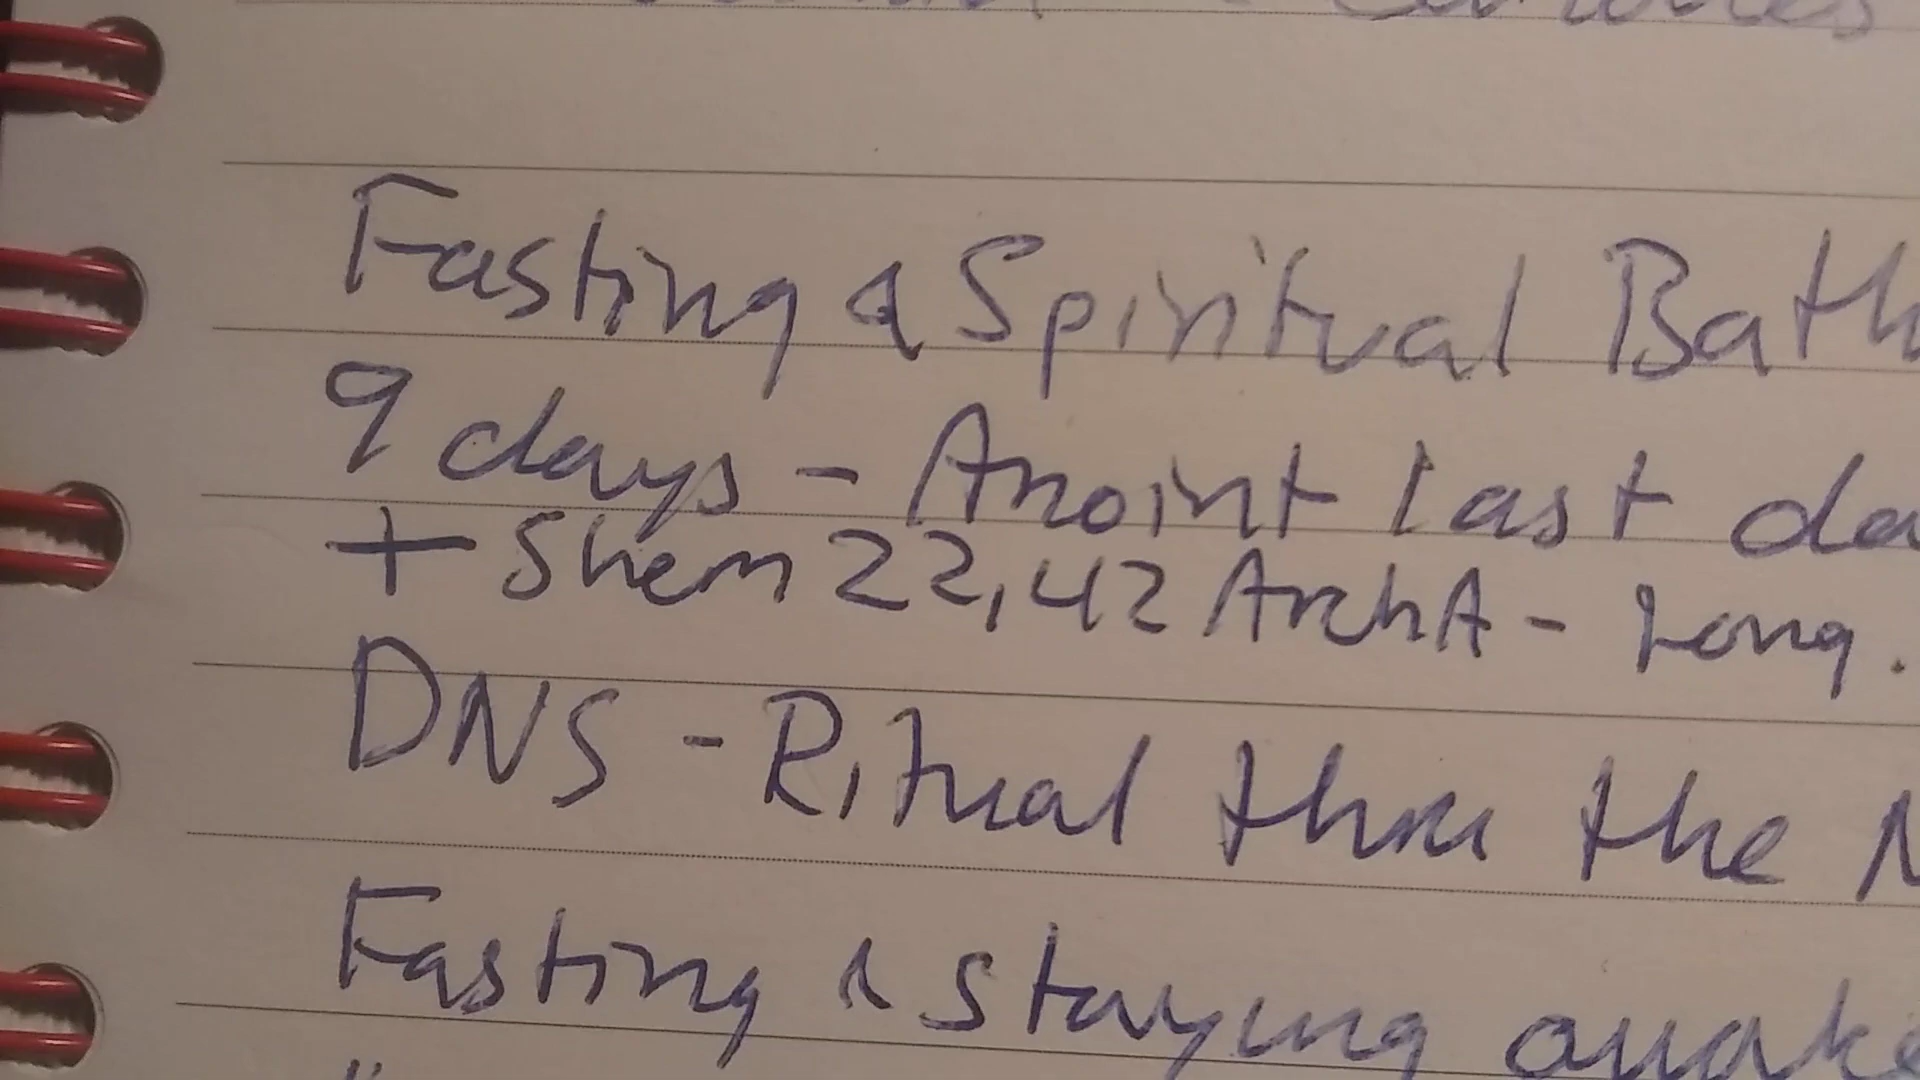 Fasting & Spiritual Bath
9 days - Anoint last da
+ Shem 22, 42 ArchA - Long.
DNS - Ritual thru the N
Fasting & staying awake
"